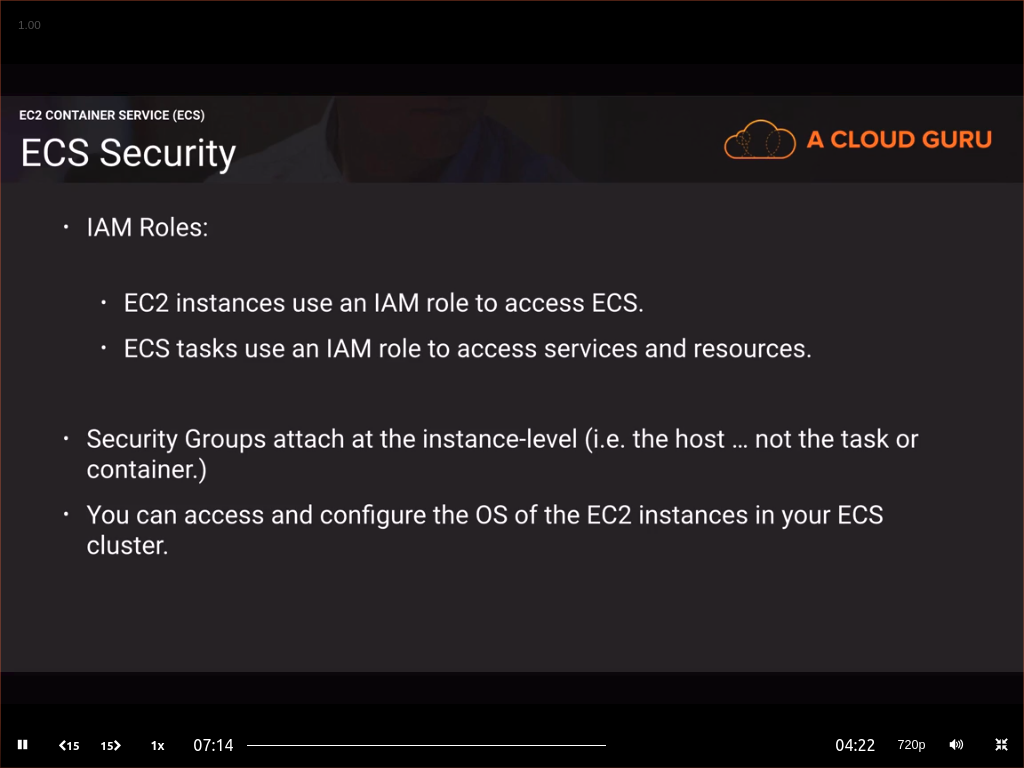 1.00
EC2 CONTAINER SERVICE (ECS)
ECS Security
A CLOUD GURU
• IAM Roles:
• EC2 instances use an IAM role to access ECS.
• ECS tasks use an IAM role to access services and resources.
• Security Groups attach at the instance-level (i.e. the host … not the task or
container.)
• You can access and configure the OS of the EC2 instances in your ECS
cluster.
15 15 1x 07:14 04:22 720p